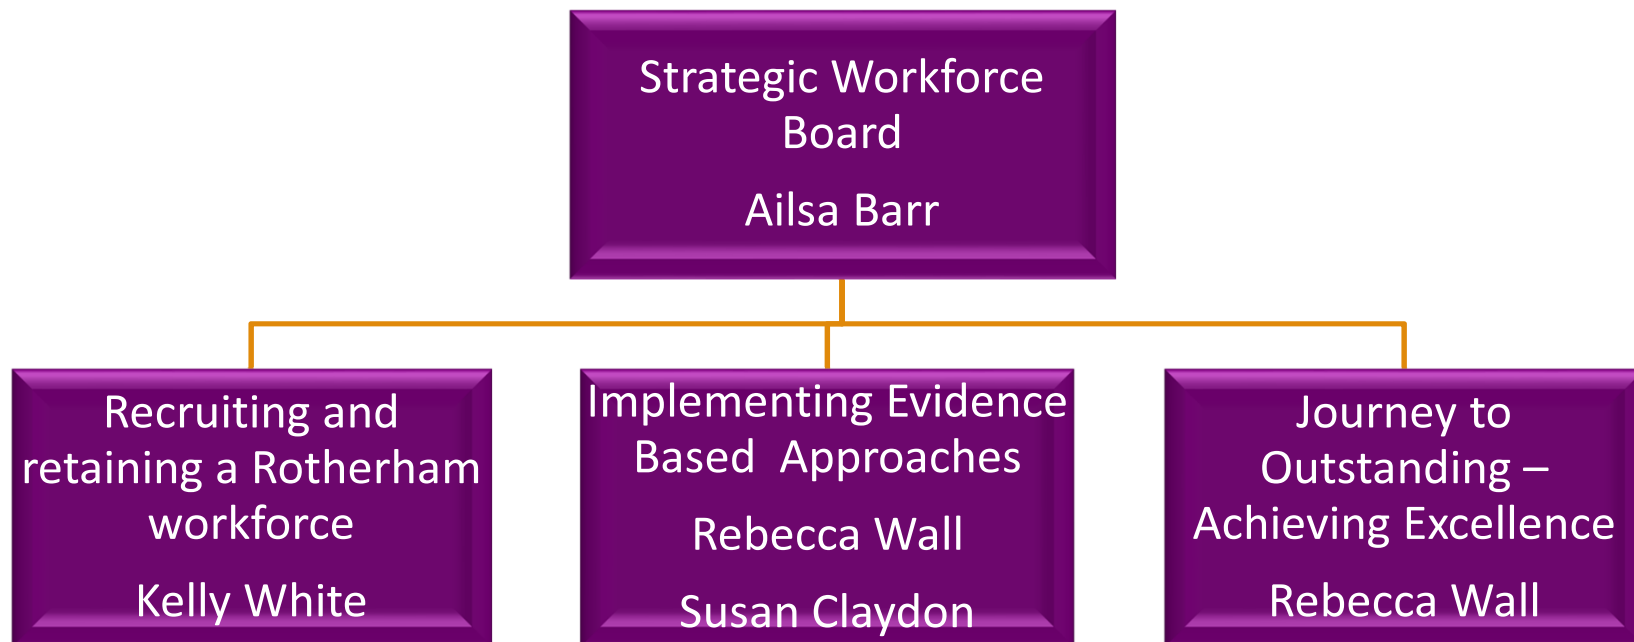 Strategic Workforce
Board
Ailsa Barr
Recruiting and
retaining a Rotherham
workforce
Kelly White
Implementing Evidence
Based  Approaches
Rebecca Wall
Susan Claydon
Journey to
Outstanding –
Achieving Excellence
Rebecca Wall